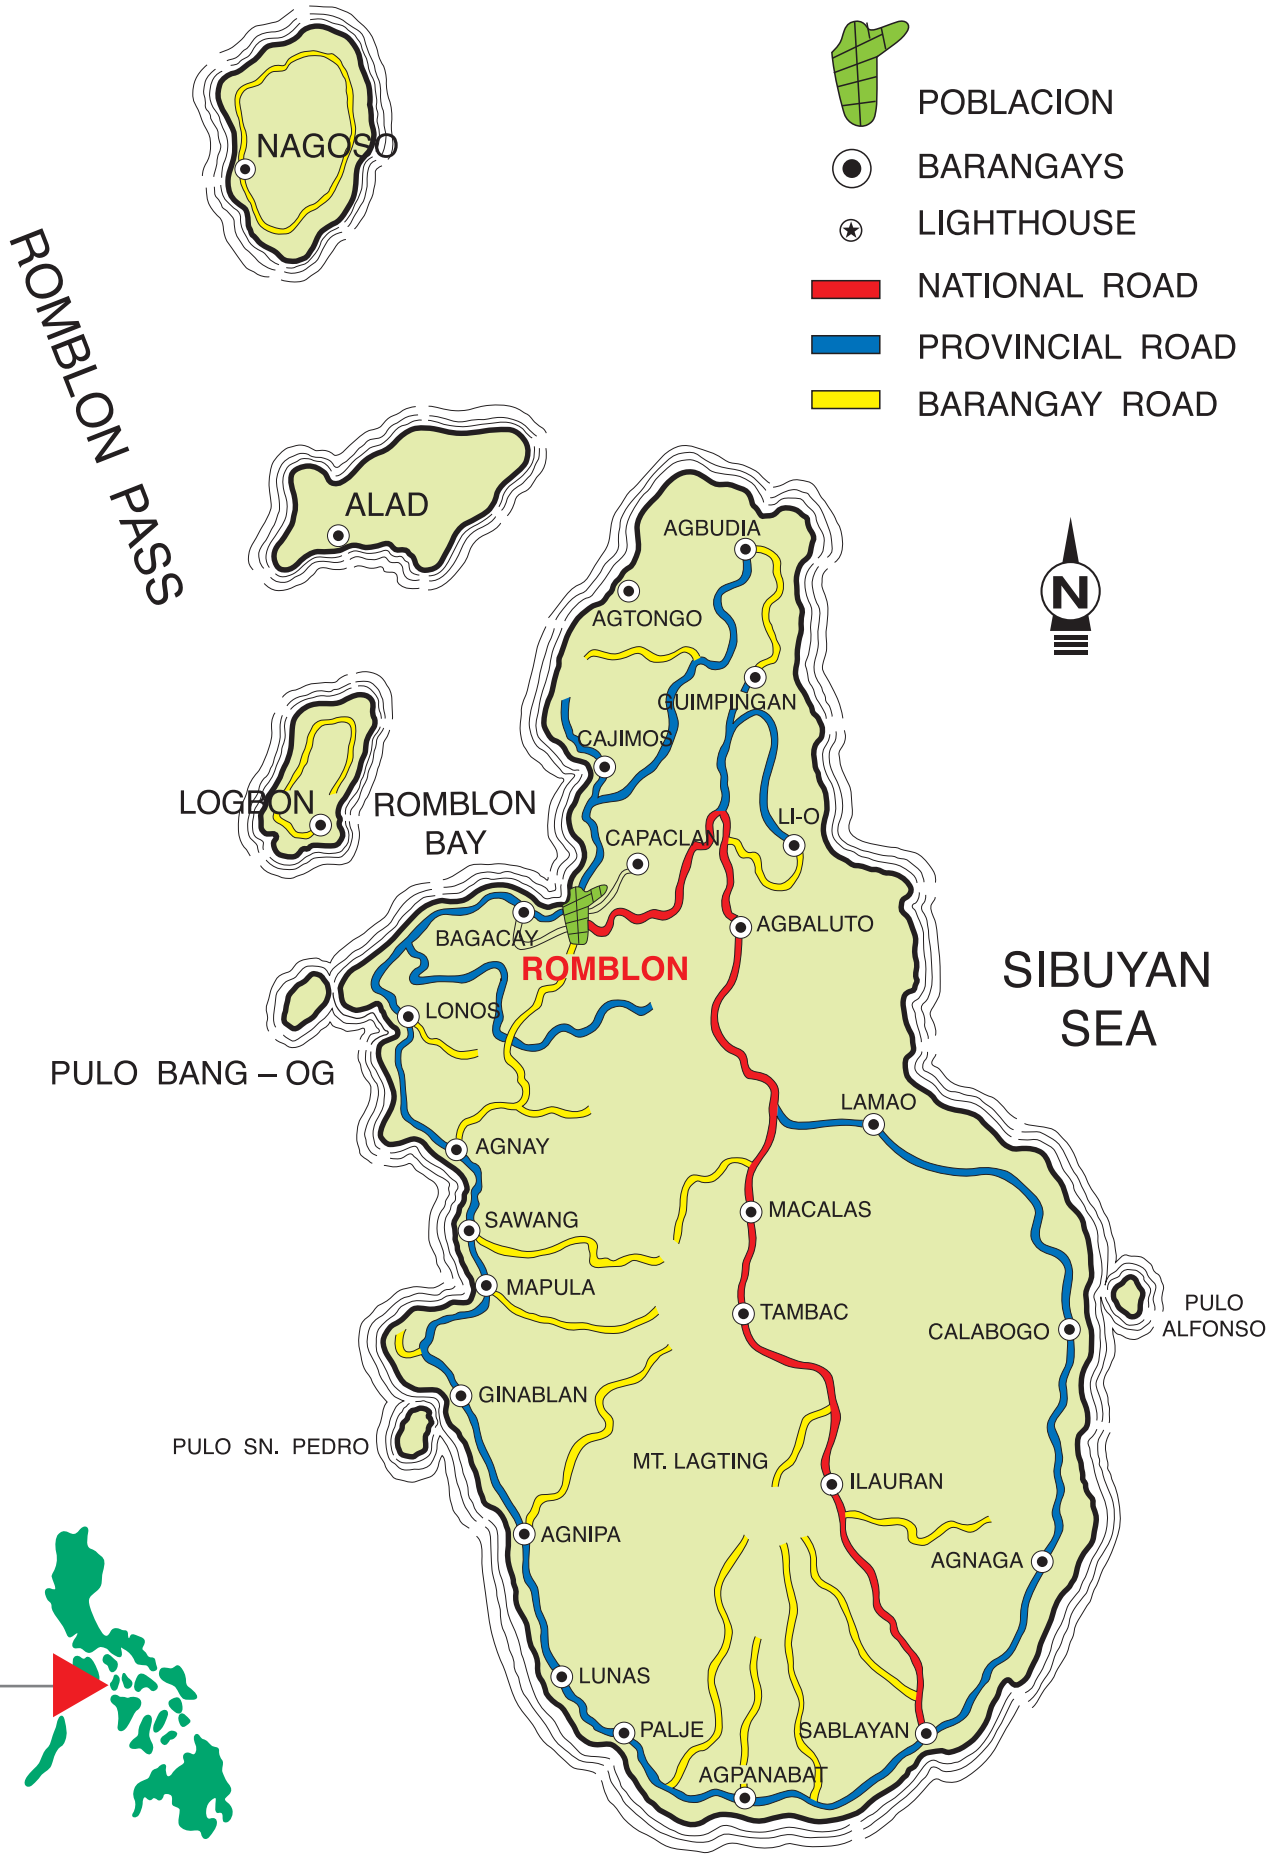 POBLACION
BARANGAYS
LIGHTHOUSE
NATIONAL ROAD
PROVINCIAL ROAD
BARANGAY ROAD
NAGOSO
ROMBLON PASS
ALAD
N
AGBUDIA
AGTONGO
GUIMPINGAN
CAJIMOS
LOGBON
ROMBLON
BAY
LI-O
CAPACLAN
BAGACAY
AGBALUTO
ROMBLON
SIBUYAN
SEA
LONOS
PULO BANG – OG
LAMAO
AGNAY
MACALAS
SAWANG
MAPULA
TAMBAC
CALABOGO
PULO
ALFONSO
GINABLAN
PULO SN. PEDRO
MT. LAGTING
ILAURAN
AGNIPA
AGNAGA
LUNAS
PALJE
SABLAYAN
AGPANABAT